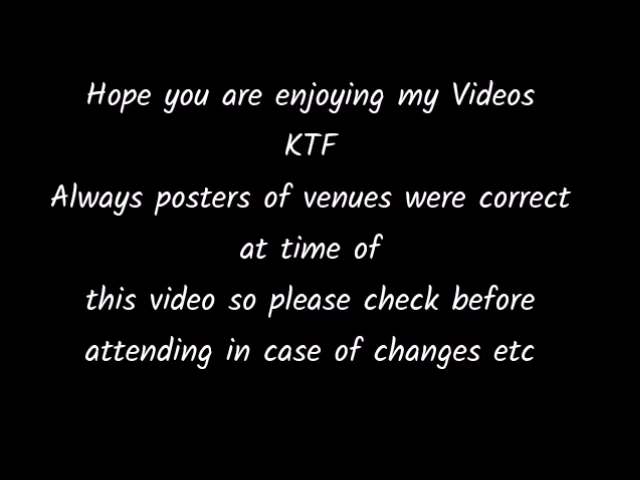 Hope you are enjoying my Videos
KTF
Always posters of venues were correct
at time of
this video so please check before
attending in case of changes etc